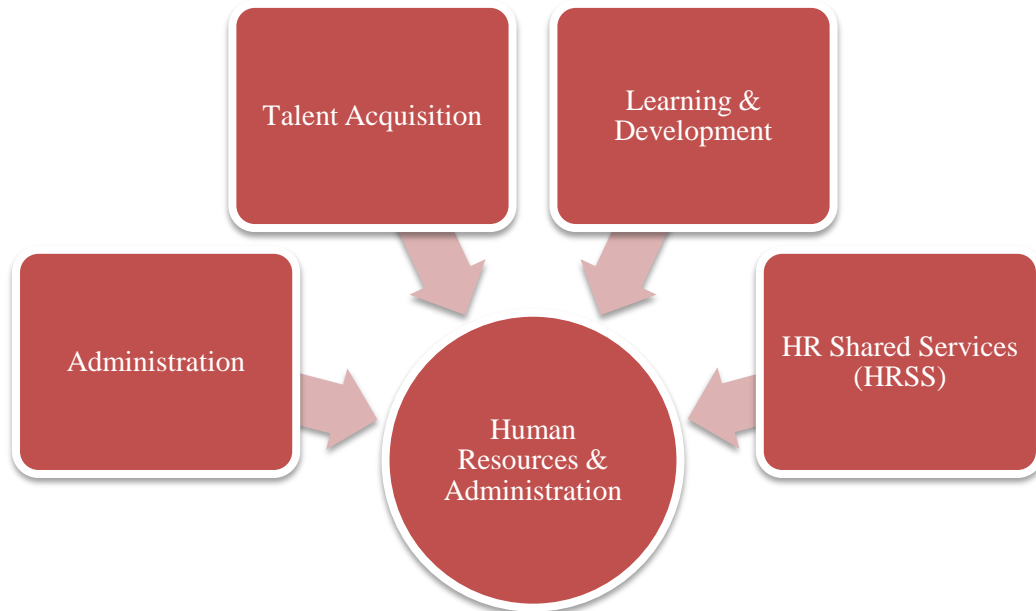 Talent Acquisition
Learning &
Development
Administration
HR Shared Services
(HRSS)
Human
Resources &
Administration